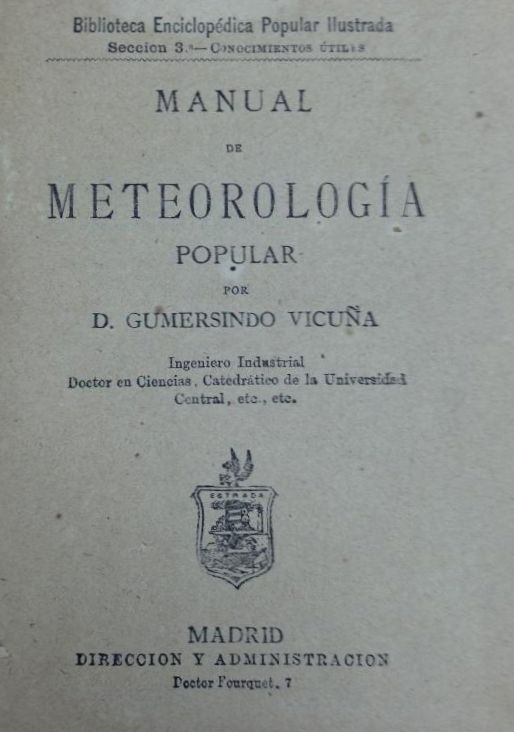 Biblioteca Enciclopédica Popular Ilustrada
Seccion 3.ª—CONOCIMIENTOS ÚTILES
MANUAL
DE
METEOROLOGÍA
POPULAR
POR
D. GUMERSINDO VICUÑA
Ingeniero Industrial
Doctor en Ciencias, Catedrático de la Universidad
Central, etc., etc.
ESTRADA
MADRID
DIRECCION Y ADMINISTRACION
Doctor Fourquet, 7